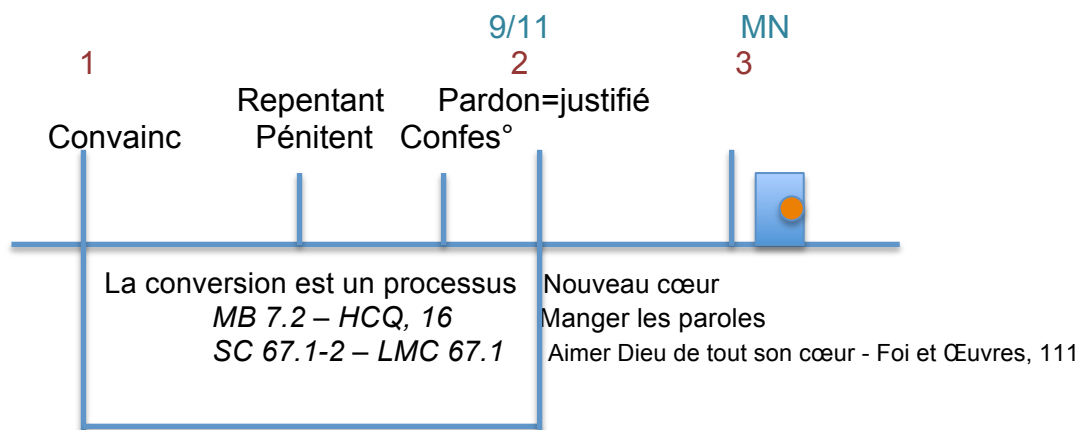 9/11 MN
1 2 3
Repentant Pardon=justifié
Convainc Pénitent Confes°
La conversion est un processus Nouveau cœur
MB 7.2 – HCQ, 16 Manger les paroles
SC 67.1-2 – LMC 67.1 Aimer Dieu de tout son cœur - Foi et Œuvres, 111